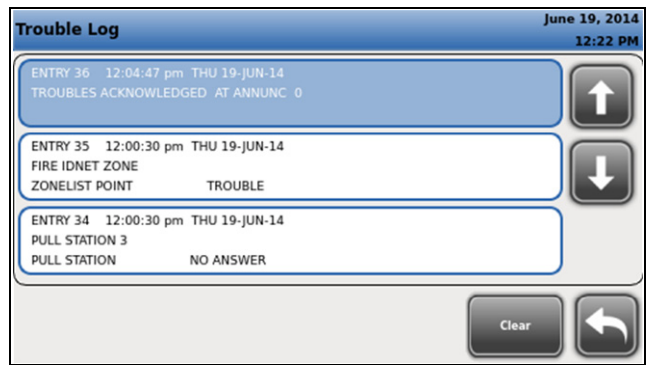 Trouble Log
June 19, 2014
12:22 PM
ENTRY 36 12:04:47 pm THU 19-JUN-14
TROUBLES ACKNOWLEDGED AT ANNUNC 0
ENTRY 35 12:00:30 pm THU 19-JUN-14
FIRE IDNET ZONE
ZONELIST POINT TROUBLE
ENTRY 34 12:00:30 pm THU 19-JUN-14
PULL STATION 3
PULL STATION NO ANSWER
Clear